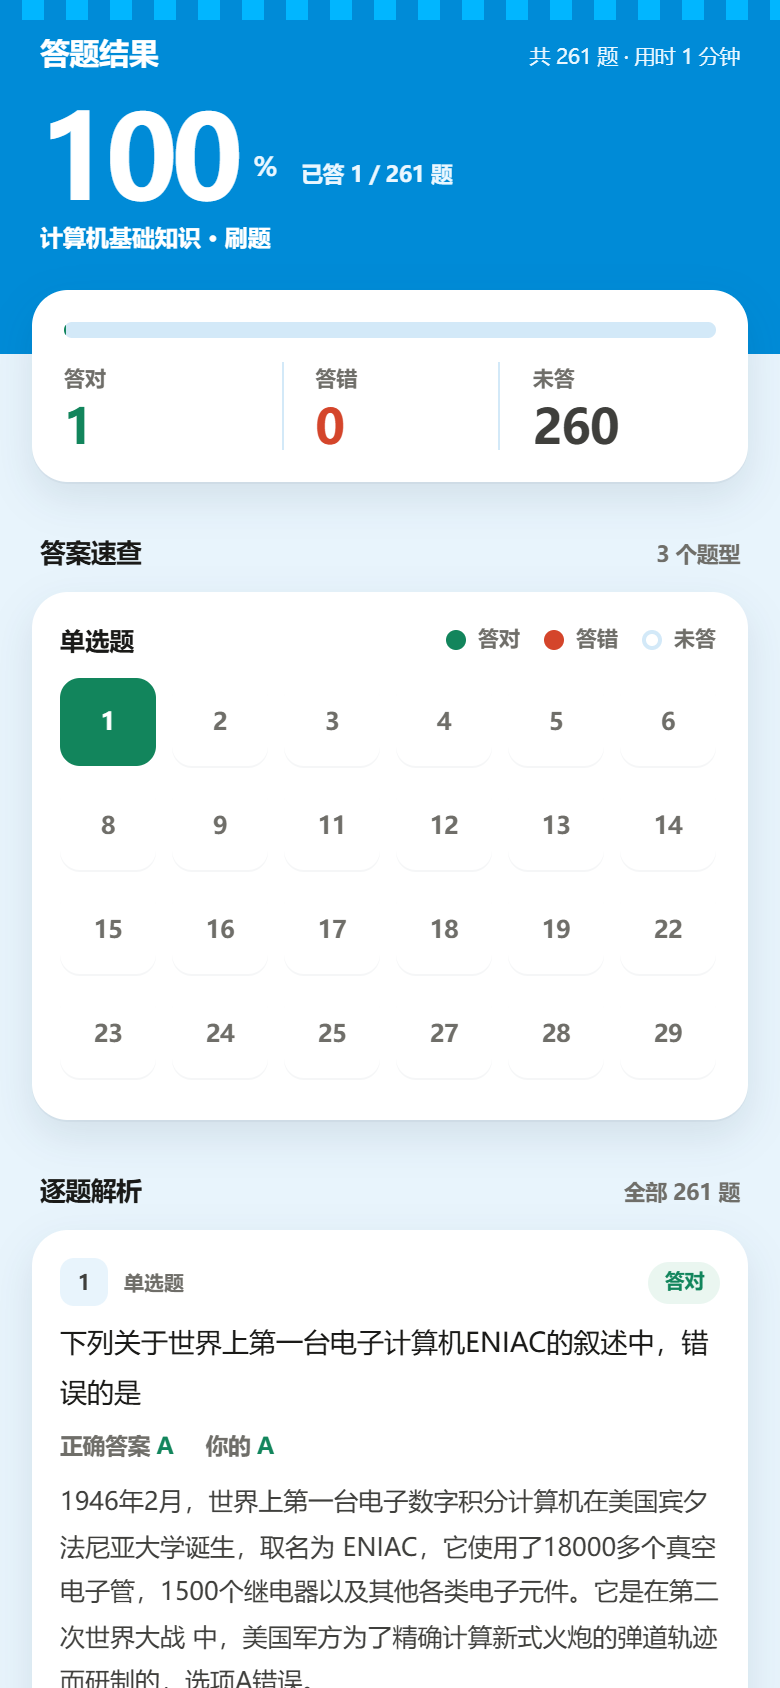 答题结果
共 261 题 · 用时 1 分钟
100 % 已答 1 / 261 题
计算机基础知识 • 刷题
答对 答错 未答
1 0 260
答案速查
3 个题型
单选题
答对 答错 未答
1 2 3 4 5 6
8 9 11 12 13 14
15 16 17 18 19 22
23 24 25 27 28 29
逐题解析
全部 261 题
1 单选题
答对
下列关于世界上第一台电子计算机ENIAC的叙述中，错
误的是
正确答案 A 你的 A
1946年2月，世界上第一台电子数字积分计算机在美国宾夕
法尼亚大学诞生，取名为 ENIAC，它使用了18000多个真空
电子管，1500个继电器以及其他各类电子元件。它是在第二
次世界大战 中，美国军方为了精确计算新式火炮的弹道轨迹
而研制的，选项A错误。